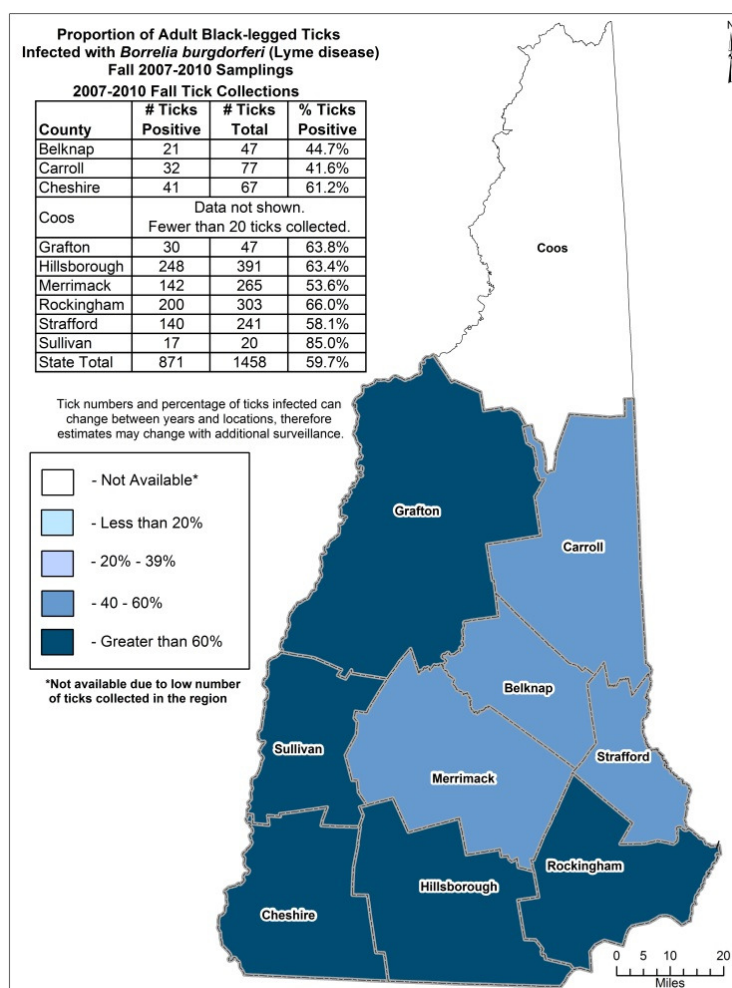 Proportion of Adult Black-legged Ticks
Infected with Borrelia burgdorferi (Lyme disease)
Fall 2007-2010 Samplings
2007-2010 Fall Tick Collections
County # Ticks Positive # Ticks Total % Ticks Positive
Belknap 21 47 44.7%
Carroll 32 77 41.6%
Cheshire 41 67 61.2%
Coos Data not shown.
Fewer than 20 ticks collected.
Grafton 30 47 63.8%
Hillsborough 248 391 63.4%
Merrimack 142 265 53.6%
Rockingham 200 303 66.0%
Strafford 140 241 58.1%
Sullivan 17 20 85.0%
State Total 871 1458 59.7%
Tick numbers and percentage of ticks infected can
change between years and locations, therefore
estimates may change with additional surveillance.
- Not Available*
- Less than 20%
- 20% - 39%
- 40 - 60%
- Greater than 60%
*Not available due to low number
of ticks collected in the region
N
Coos
Grafton
Carroll
Belknap
Sullivan
Strafford
Merrimack
Rockingham
Hillsborough
Cheshire
0 5 10 20
Miles